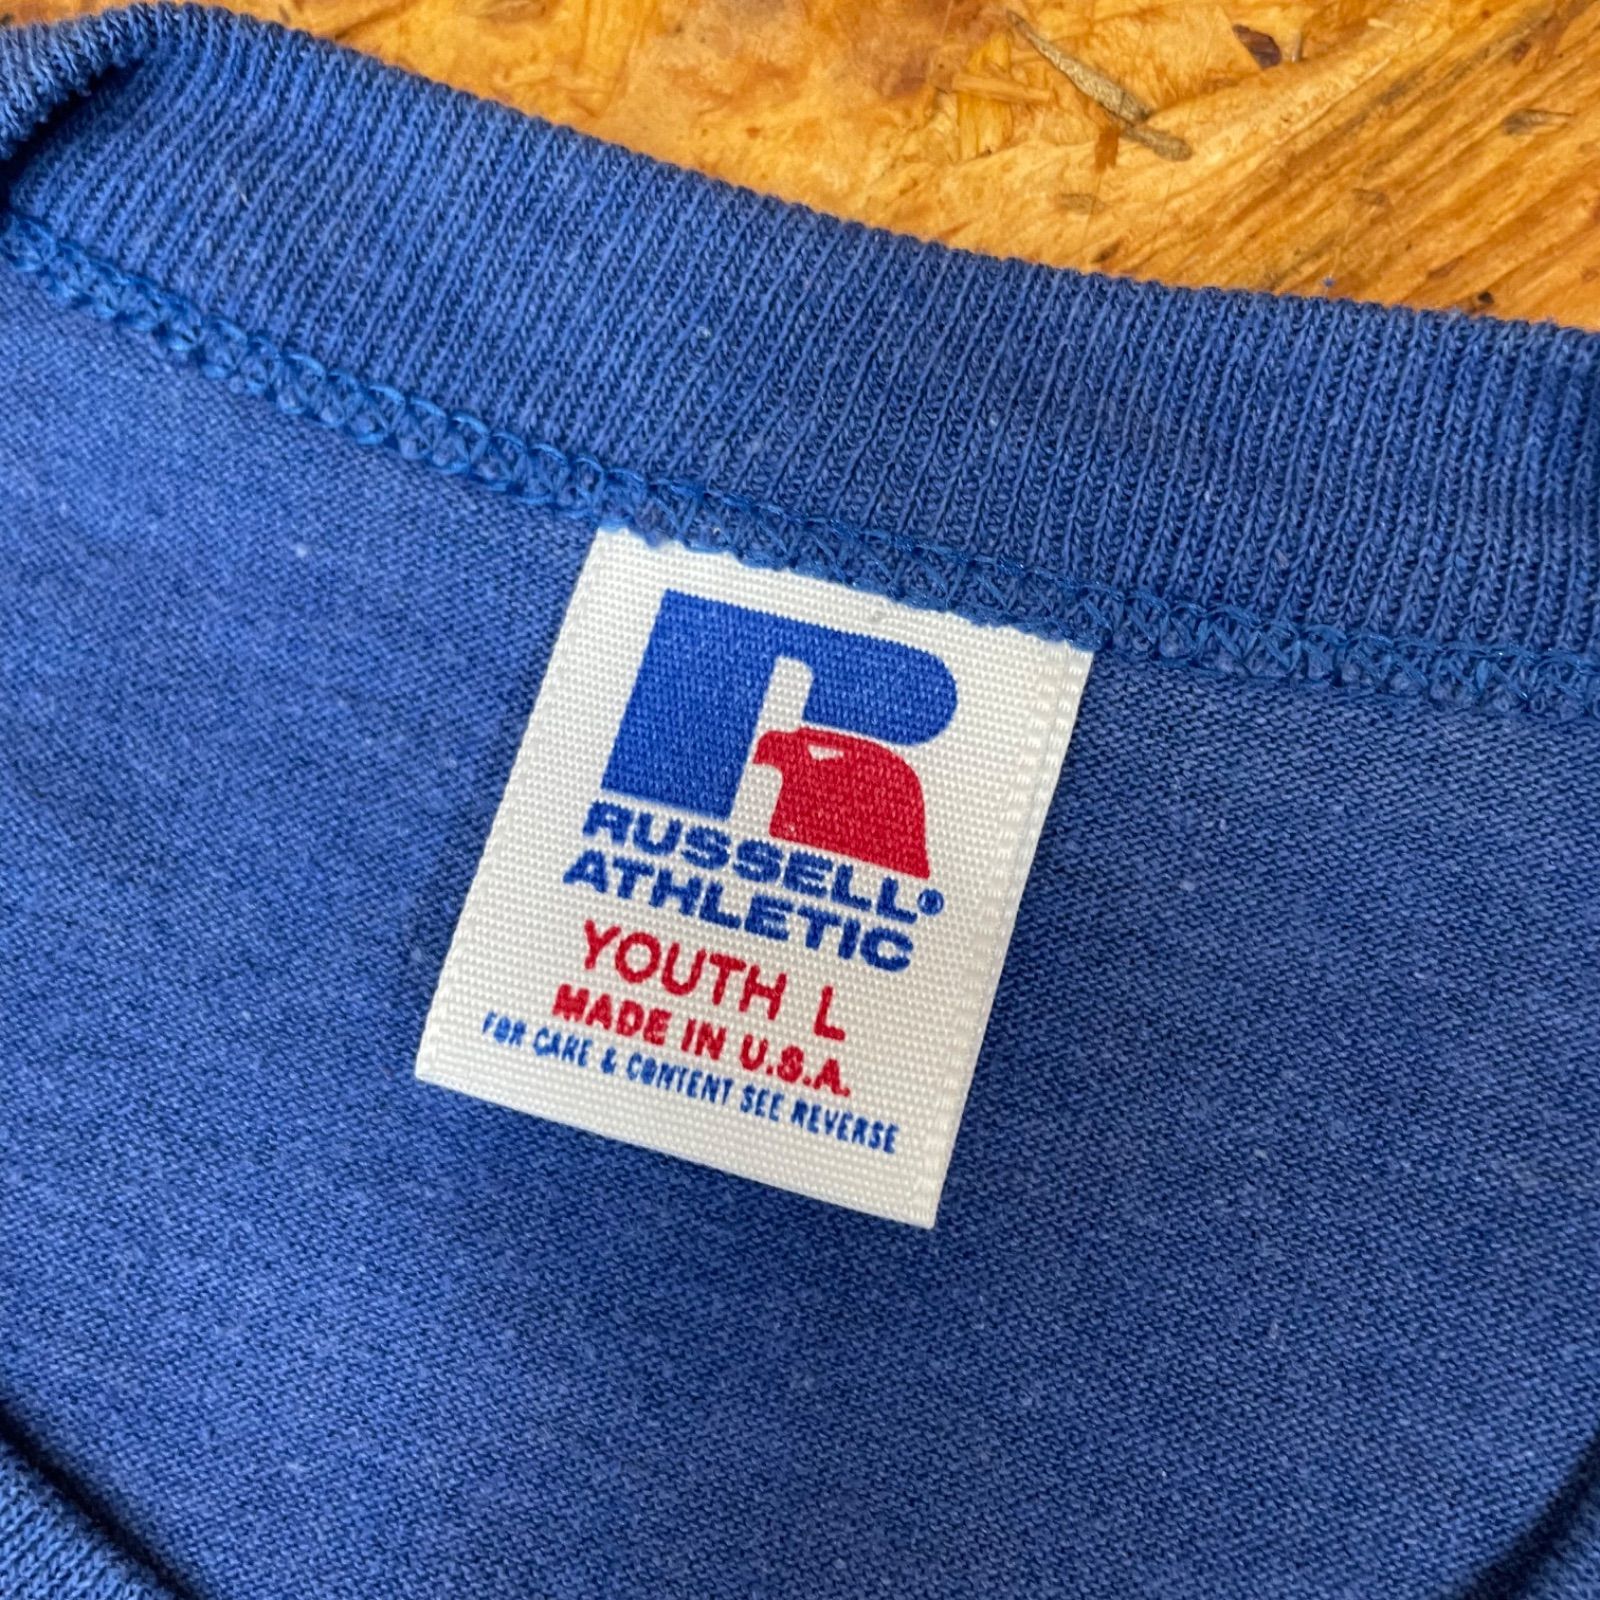 R
RUSSELL®
ATHLETIC
YOUTH L
MADE IN U.S.A.
FOR CARE & CONTENT SEE REVERSE